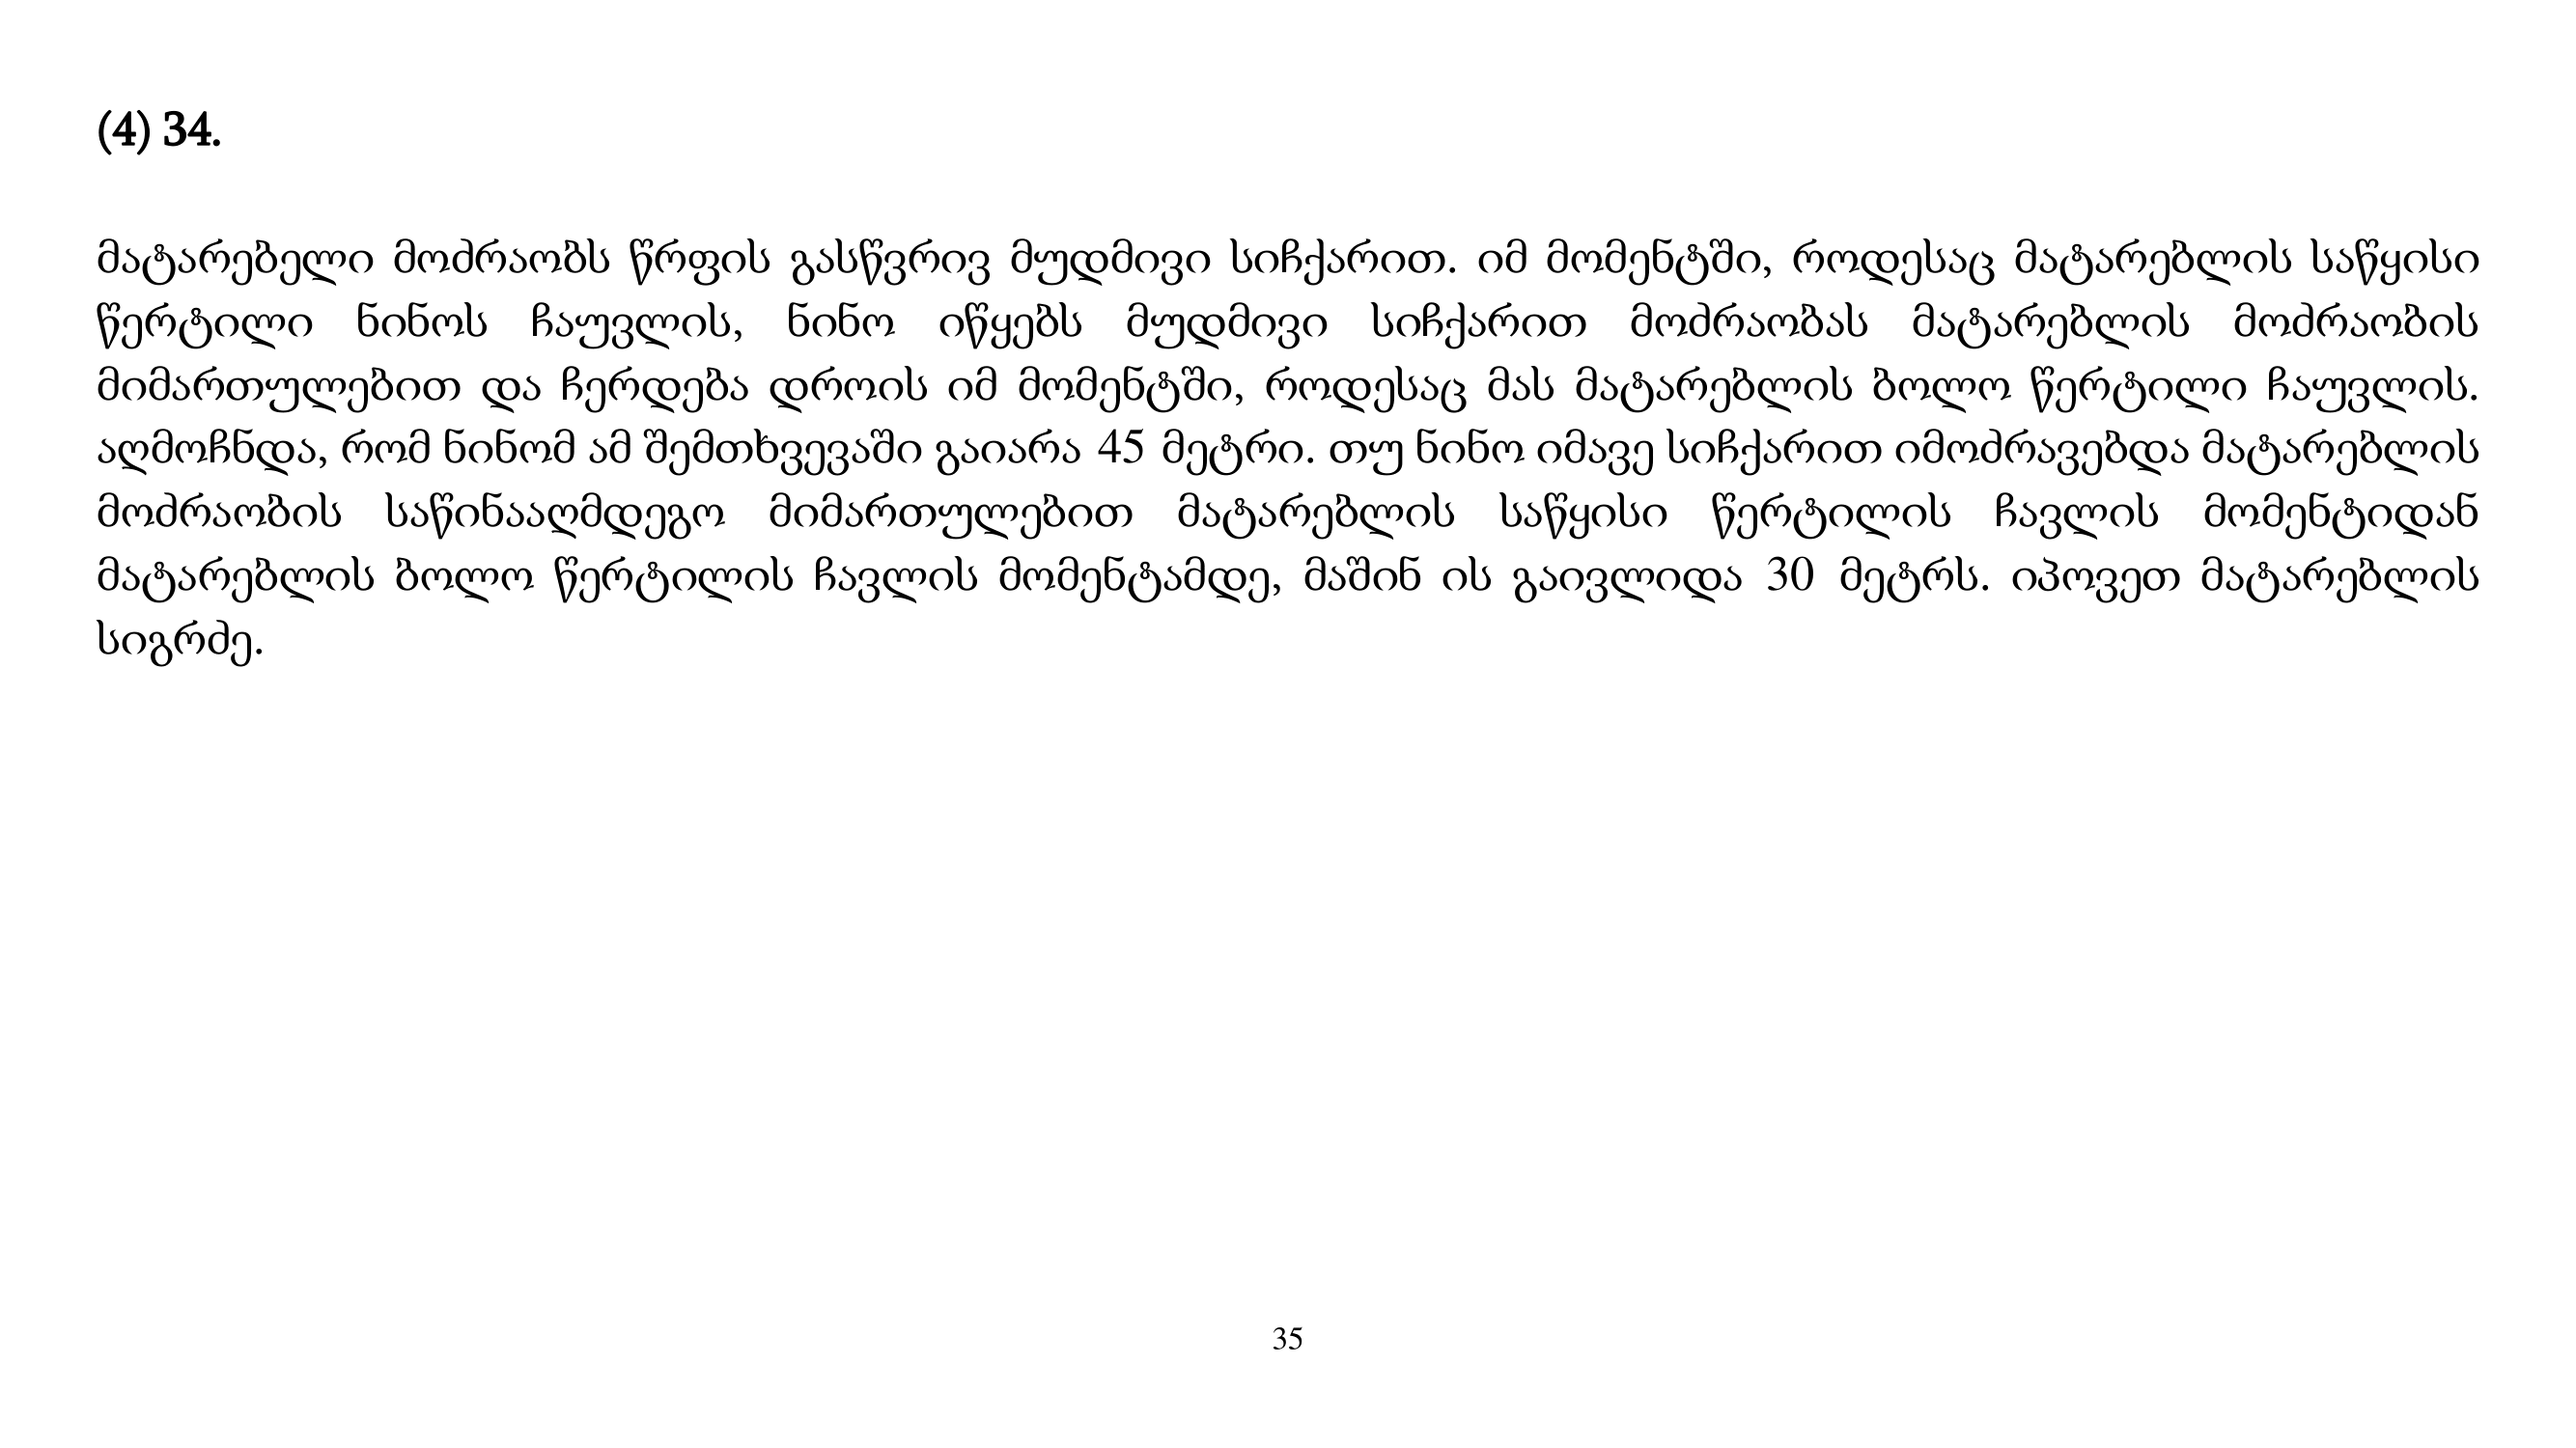 (4) 34.
მატარებელი მოძრაობს წრფის გასწვრივ მუდმივი სიჩქარით. იმ მომენტში, როდესაც მატარებლის საწყისი
წერტილი ნინოს ჩაუვლის, ნინო იწყებს მუდმივი სიჩქარით მოძრაობას მატარებლის მოძრაობის
მიმართულებით და ჩერდება დროის იმ მომენტში, როდესაც მას მატარებლის ბოლო წერტილი ჩაუვლის.
აღმოჩნდა, რომ ნინომ ამ შემთხვევაში გაიარა 45 მეტრი. თუ ნინო იმავე სიჩქარით იმოძრავებდა მატარებლის
მოძრაობის საწინააღმდეგო მიმართულებით მატარებლის საწყისი წერტილის ჩავლის მომენტიდან
მატარებლის ბოლო წერტილის ჩავლის მომენტამდე, მაშინ ის გაივლიდა 30 მეტრს. იპოვეთ მატარებლის
სიგრძე.
35